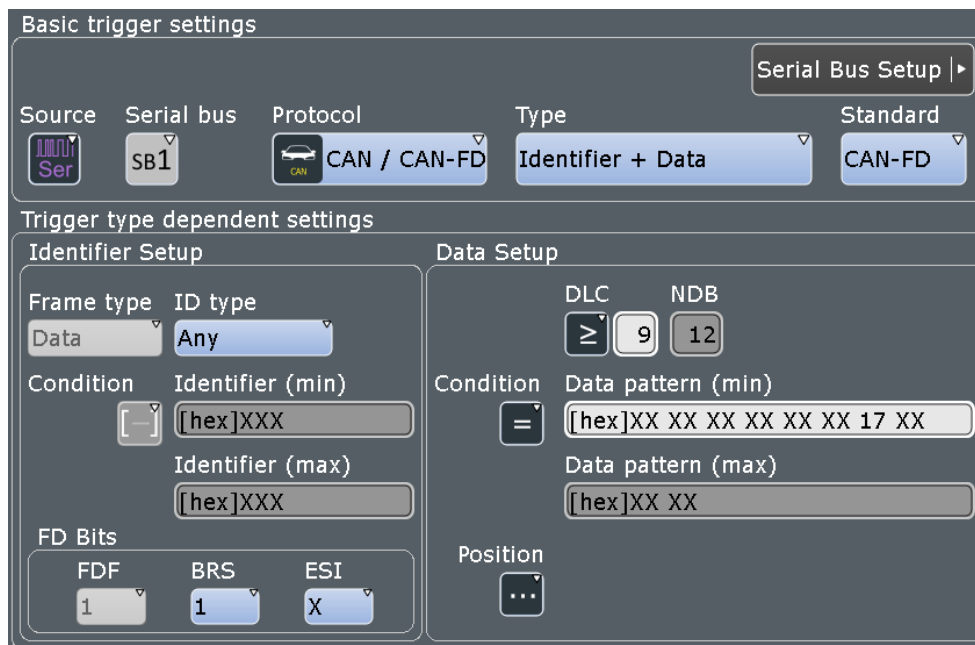 Basic trigger settings
Serial Bus Setup
Source Serial bus Protocol Type Standard
Ser SB1 CAN CAN / CAN-FD Identifier + Data CAN-FD
Trigger type dependent settings
Identifier Setup Data Setup
Frame type ID type DLC NDB
Data Any ≥ 9 12
Condition Identifier (min) Condition Data pattern (min)
[—] [hex]XXX = [hex]XX XX XX XX XX XX 17 XX
Identifier (max) Data pattern (max)
[hex]XXX [hex]XX XX
FD Bits Position
FDF BRS ESI
1 1 X ...